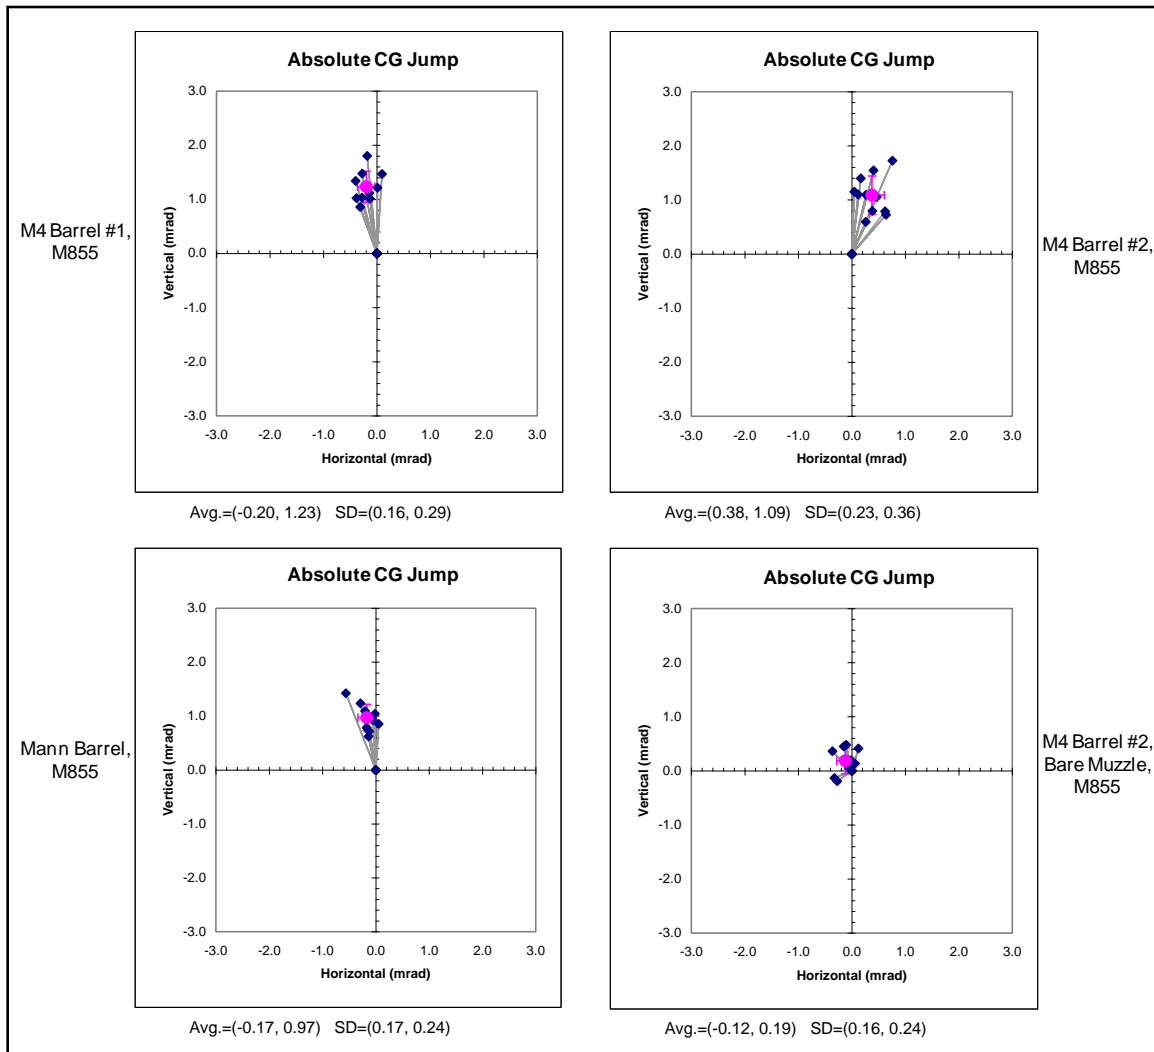 Absolute CG Jump
3.0
2.0
1.0
0.0
-1.0
-2.0
-3.0
Vertical (mrad)
-3.0 -2.0 -1.0 0.0 1.0 2.0 3.0
Horizontal (mrad)
M4 Barrel #1,
M855
Avg.=(-0.20, 1.23) SD=(0.16, 0.29)
Absolute CG Jump
3.0
2.0
1.0
0.0
-1.0
-2.0
-3.0
Vertical (mrad)
-3.0 -2.0 -1.0 0.0 1.0 2.0 3.0
Horizontal (mrad)
M4 Barrel #2,
M855
Avg.=(0.38, 1.09) SD=(0.23, 0.36)
Absolute CG Jump
3.0
2.0
1.0
0.0
-1.0
-2.0
-3.0
Vertical (mrad)
-3.0 -2.0 -1.0 0.0 1.0 2.0 3.0
Horizontal (mrad)
Mann Barrel,
M855
Avg.=(-0.17, 0.97) SD=(0.17, 0.24)
Absolute CG Jump
3.0
2.0
1.0
0.0
-1.0
-2.0
-3.0
Vertical (mrad)
-3.0 -2.0 -1.0 0.0 1.0 2.0 3.0
Horizontal (mrad)
M4 Barrel #2,
Bare Muzzle,
M855
Avg.=(-0.12, 0.19) SD=(0.16, 0.24)